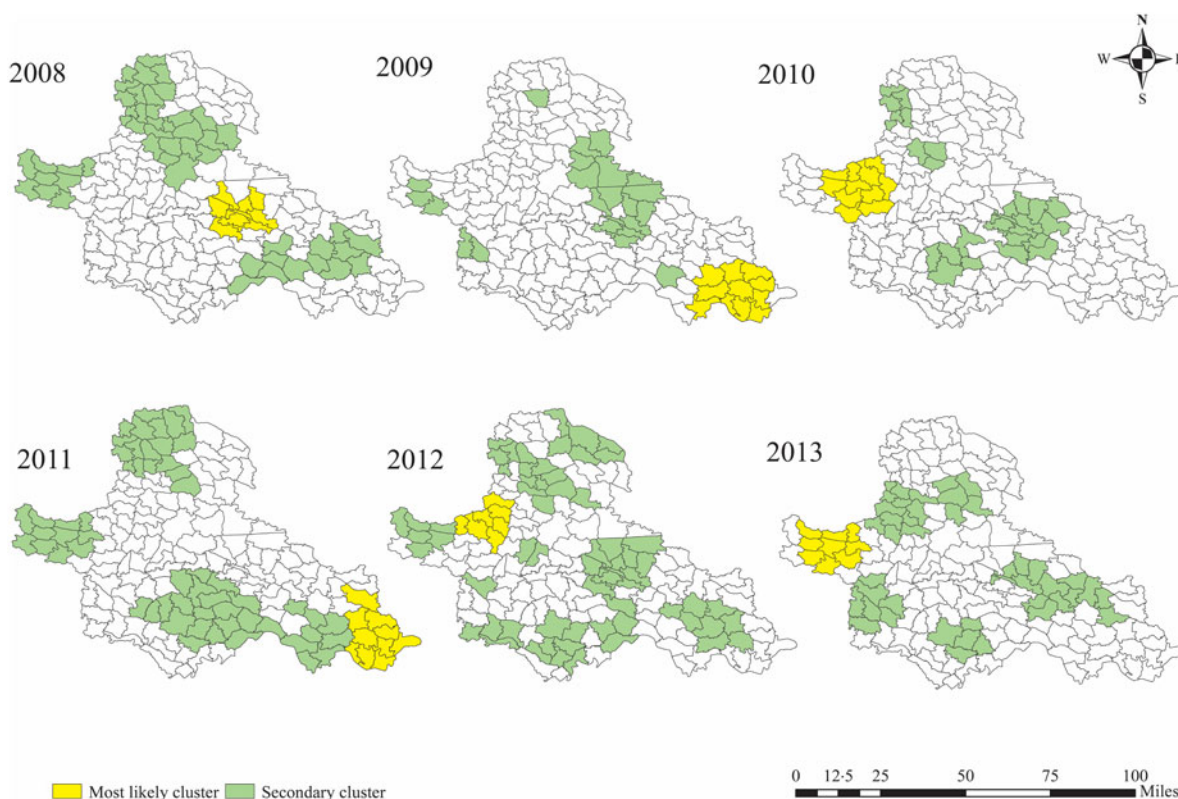 N
W
E
S
2008
2009
2010
2011
2012
2013
Most likely cluster
Secondary cluster
0 12·5 25 50 75 100
Miles